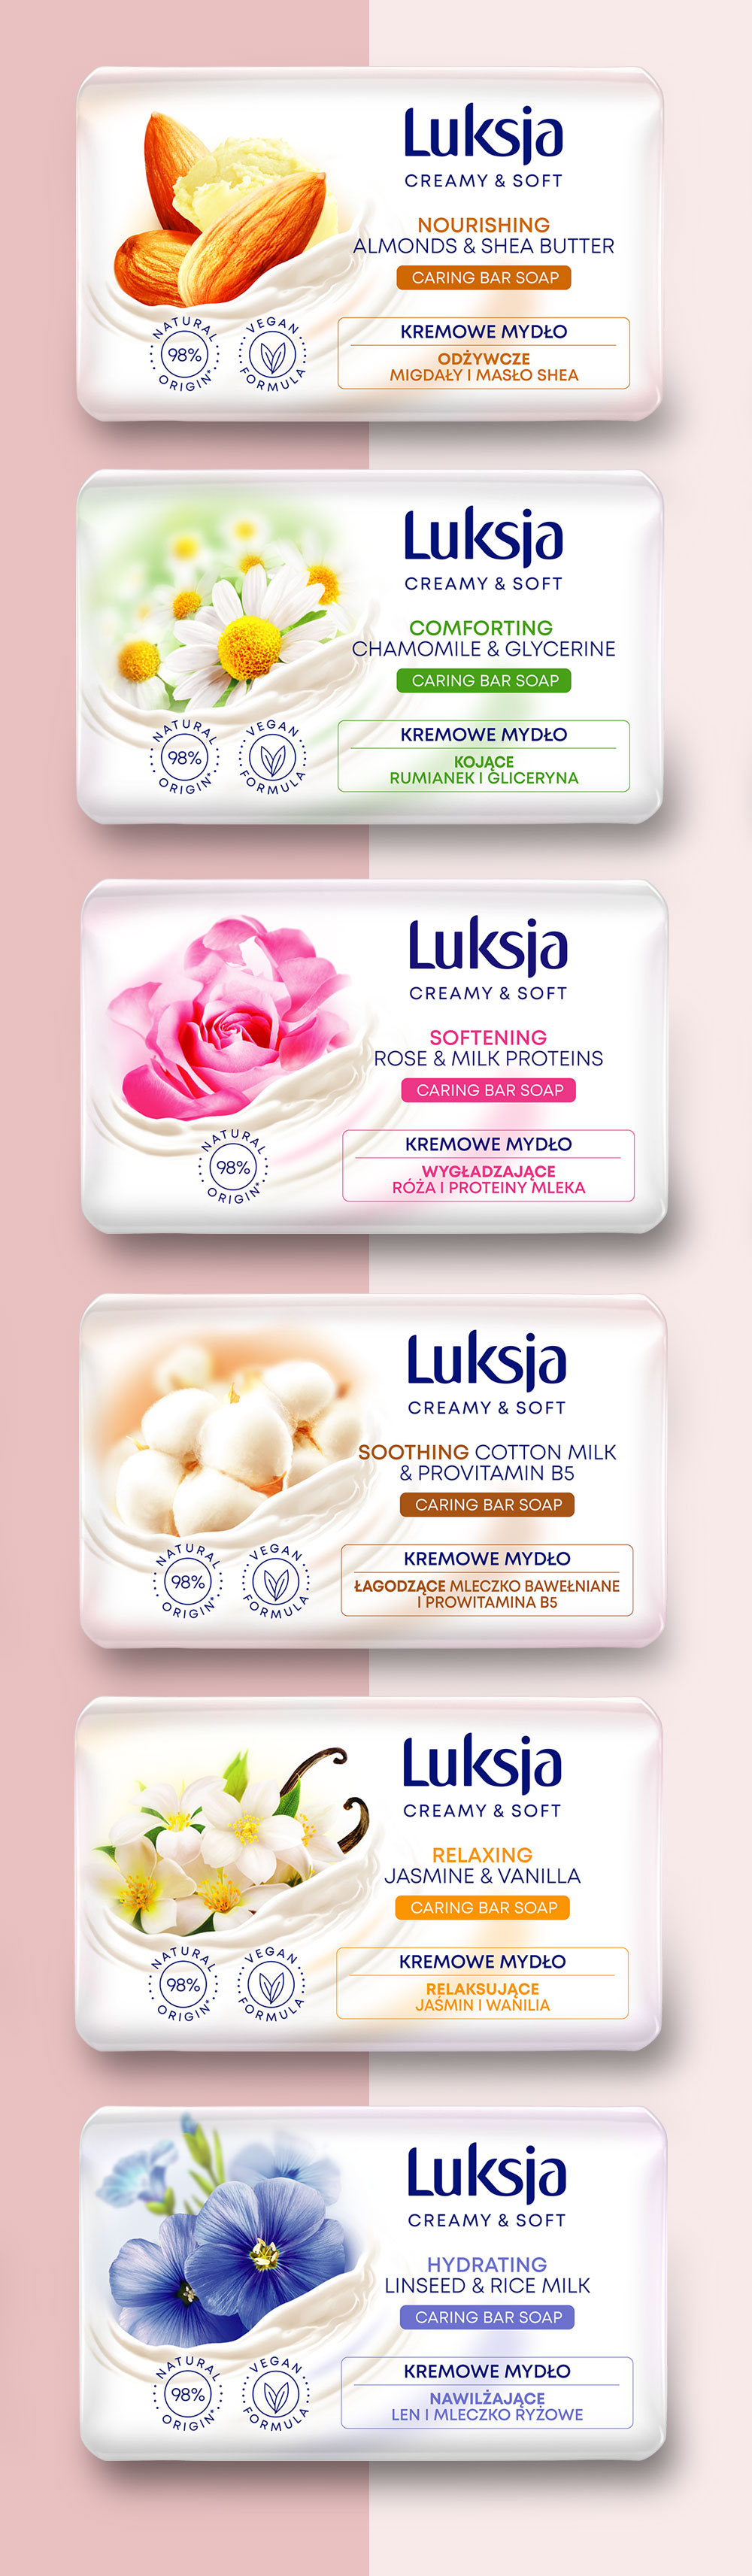 Luksja
CREAMY & SOFT
NOURISHING
ALMONDS & SHEA BUTTER
CARING BAR SOAP
NATURAL
98%
ORIGIN*
VEGAN
FORMULA
KREMOWE MYDŁO
ODŻYWCZE
MIGDAŁY I MASŁO SHEA
Luksja
CREAMY & SOFT
COMFORTING
CHAMOMILE & GLYCERINE
CARING BAR SOAP
NATURAL
98%
ORIGIN*
VEGAN
FORMULA
KREMOWE MYDŁO
KOJĄCE
RUMIANEK I GLICERYNA
Luksja
CREAMY & SOFT
SOFTENING
ROSE & MILK PROTEINS
CARING BAR SOAP
NATURAL
98%
ORIGIN*
KREMOWE MYDŁO
WYGŁADZAJĄCE
RÓŻA I PROTEINY MLEKA
Luksja
CREAMY & SOFT
SOOTHING COTTON MILK
& PROVITAMIN B5
CARING BAR SOAP
NATURAL
98%
ORIGIN*
VEGAN
FORMULA
KREMOWE MYDŁO
ŁAGODZĄCE MLECZKO BAWEŁNIANE
I PROWITAMINA B5
Luksja
CREAMY & SOFT
RELAXING
JASMINE & VANILLA
CARING BAR SOAP
NATURAL
98%
ORIGIN*
VEGAN
FORMULA
KREMOWE MYDŁO
RELAKSUJĄCE
JAŚMIN I WANILIA
Luksja
CREAMY & SOFT
HYDRATING
LINSEED & RICE MILK
CARING BAR SOAP
NATURAL
98%
ORIGIN*
VEGAN
FORMULA
KREMOWE MYDŁO
NAWILŻAJĄCE
LEN I MLECZKO RYŻOWE